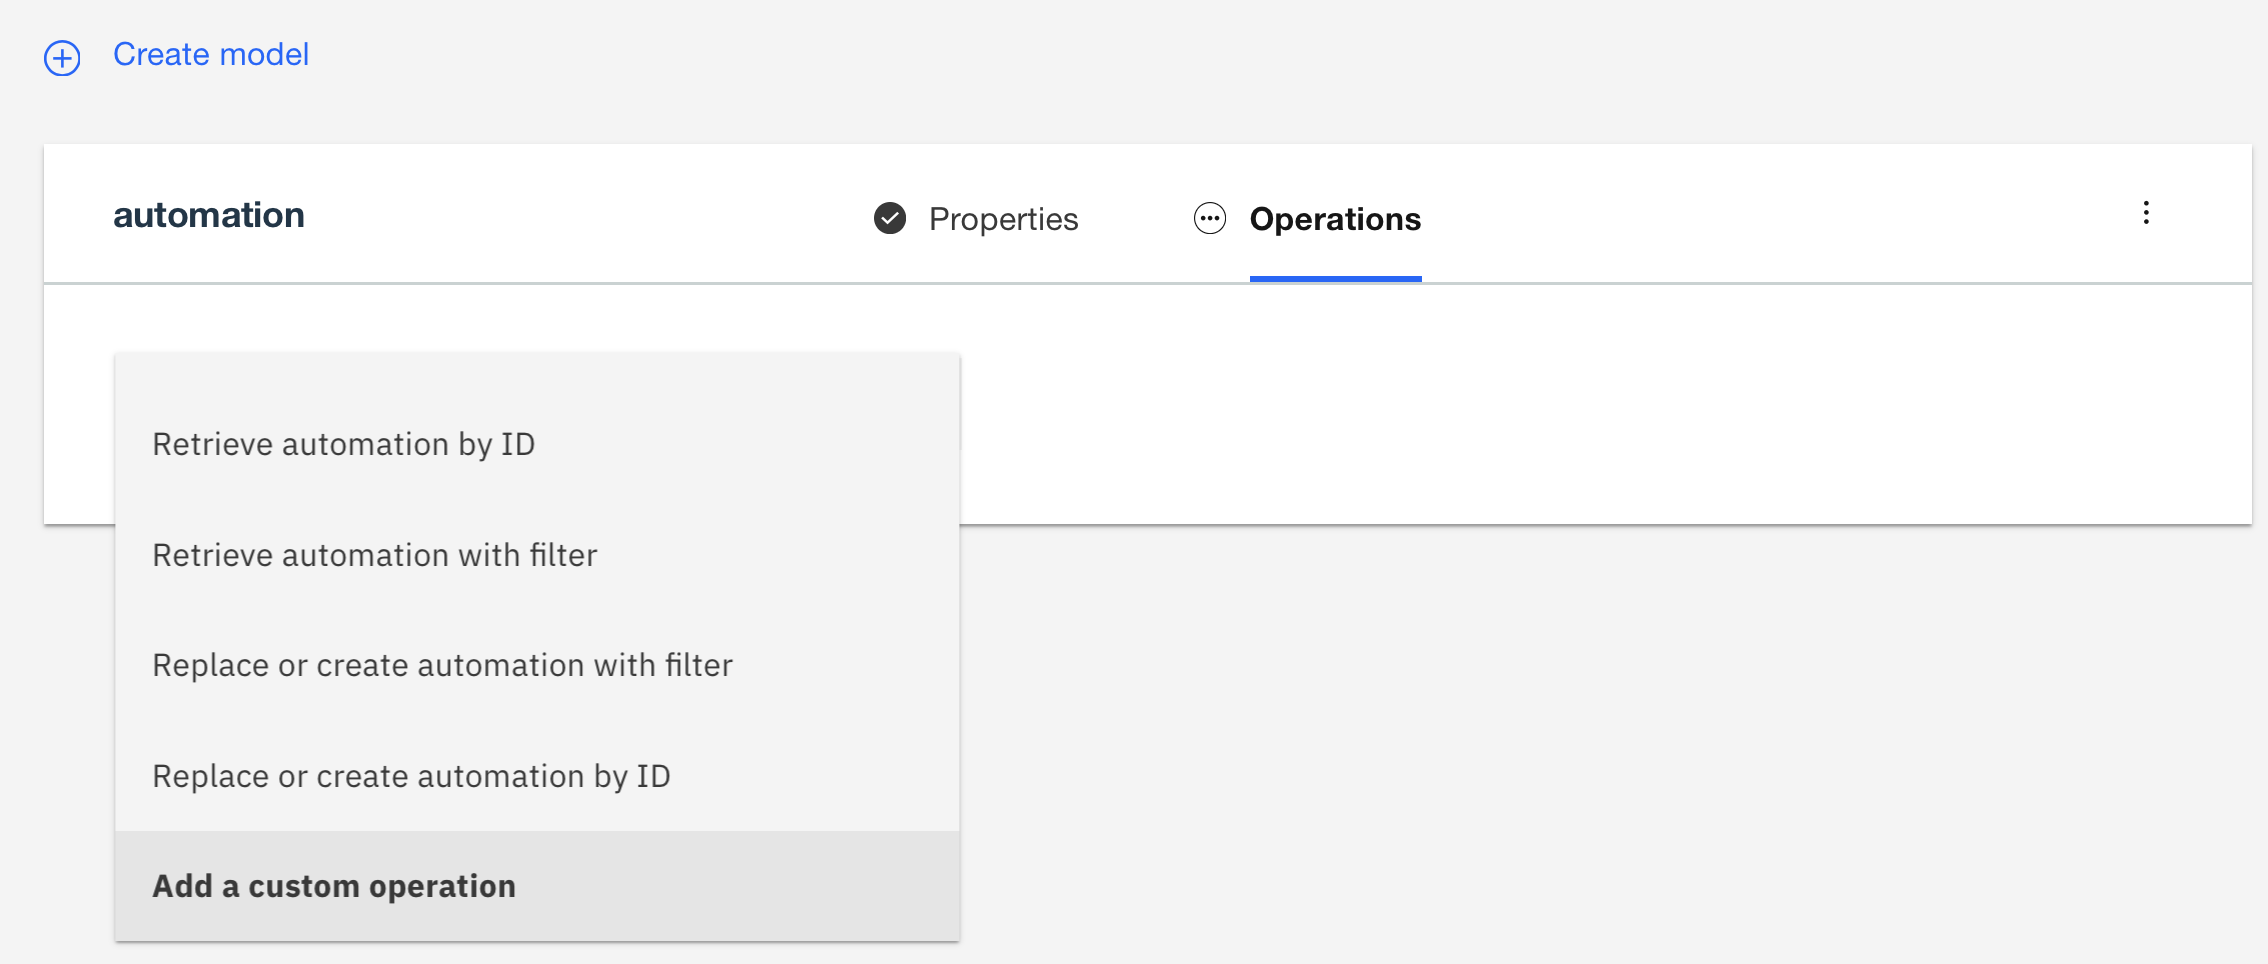 Create model
automation
Properties
Operations
Retrieve automation by ID
Retrieve automation with filter
Replace or create automation with filter
Replace or create automation by ID
Add a custom operation